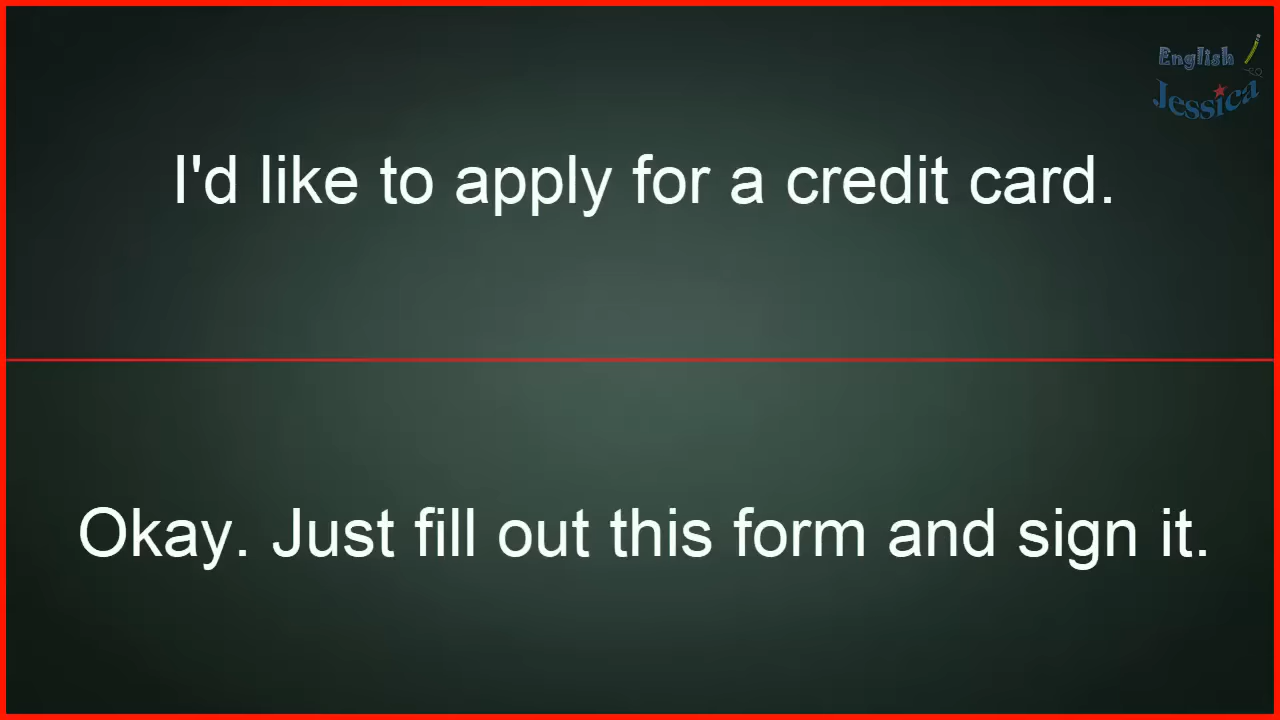 English
Jessica
I'd like to apply for a credit card.
Okay. Just fill out this form and sign it.